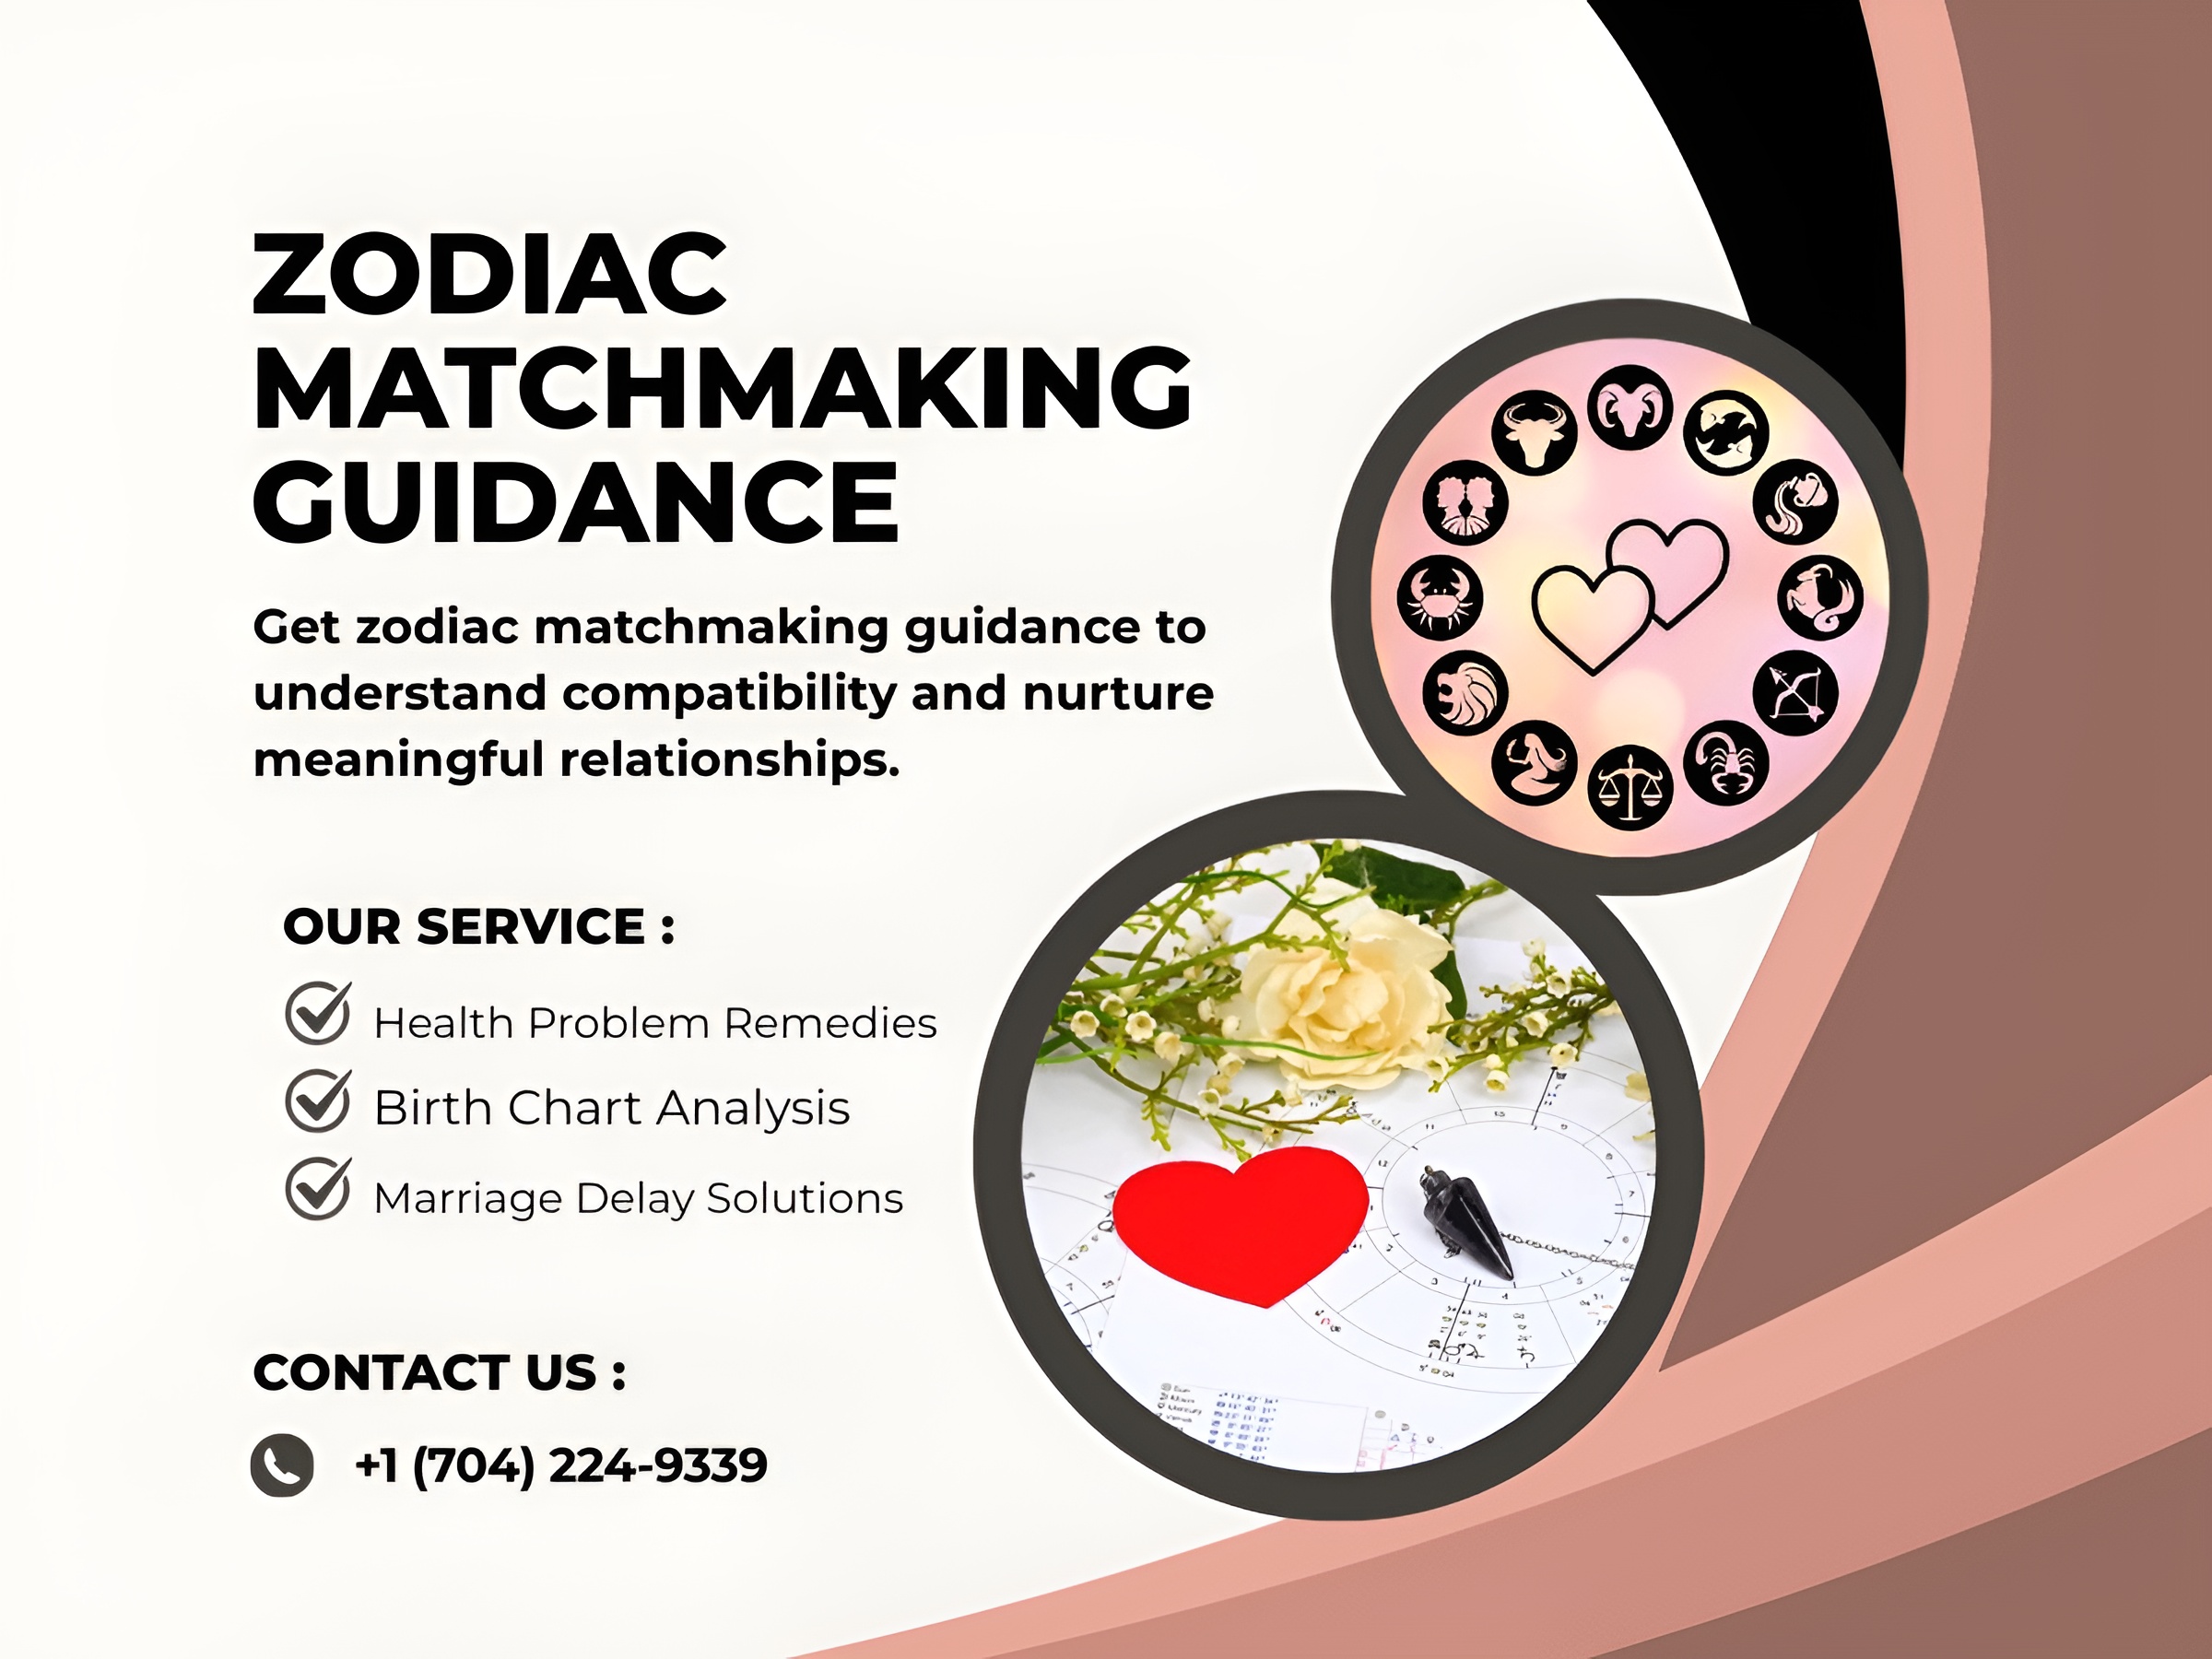 ZODIAC
MATCHMAKING
GUIDANCE
Get zodiac matchmaking guidance to
understand compatibility and nurture
meaningful relationships.
OUR SERVICE :
Health Problem Remedies
Birth Chart Analysis
Marriage Delay Solutions
CONTACT US :
+1 (704) 224-9339